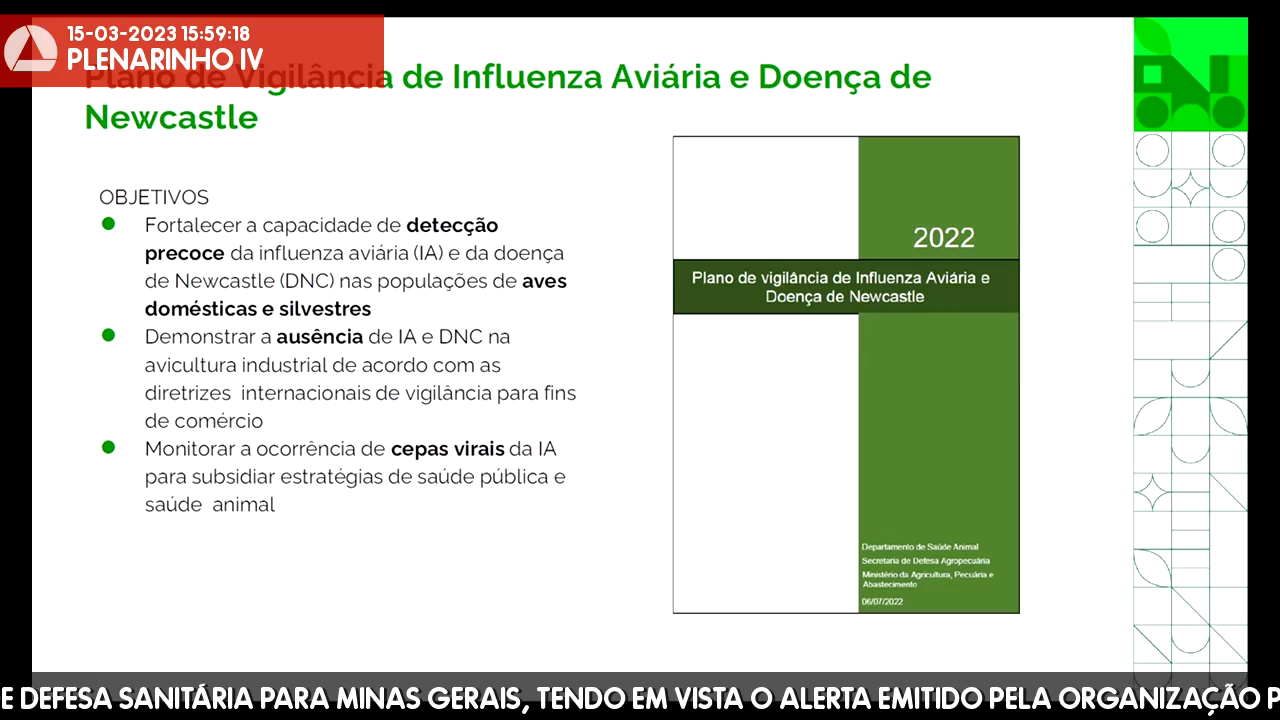 15-03-2023 15:59:18
PLENARINHO IV
Plano de Vigilância de Influenza Aviária e Doença de
Newcastle
OBJETIVOS
Fortalecer a capacidade de detecção
precoce da influenza aviária (IA) e da doença
de Newcastle (DNC) nas populações de aves
domésticas e silvestres
Demonstrar a ausência de IA e DNC na
avicultura industrial de acordo com as
diretrizes internacionais de vigilância para fins
de comércio
Monitorar a ocorrência de cepas virais da IA
para subsidiar estratégias de saúde pública e
saúde animal
2022
Plano de vigilância de Influenza Aviária e
Doença de Newcastle
Departamento de Saúde Animal
Secretaria de Defesa Agropecuária
Ministério da Agricultura, Pecuária e
Abastecimento
06/07/2022
E DEFESA SANITÁRIA PARA MINAS GERAIS, TENDO EM VISTA O ALERTA EMITIDO PELA ORGANIZAÇÃO P